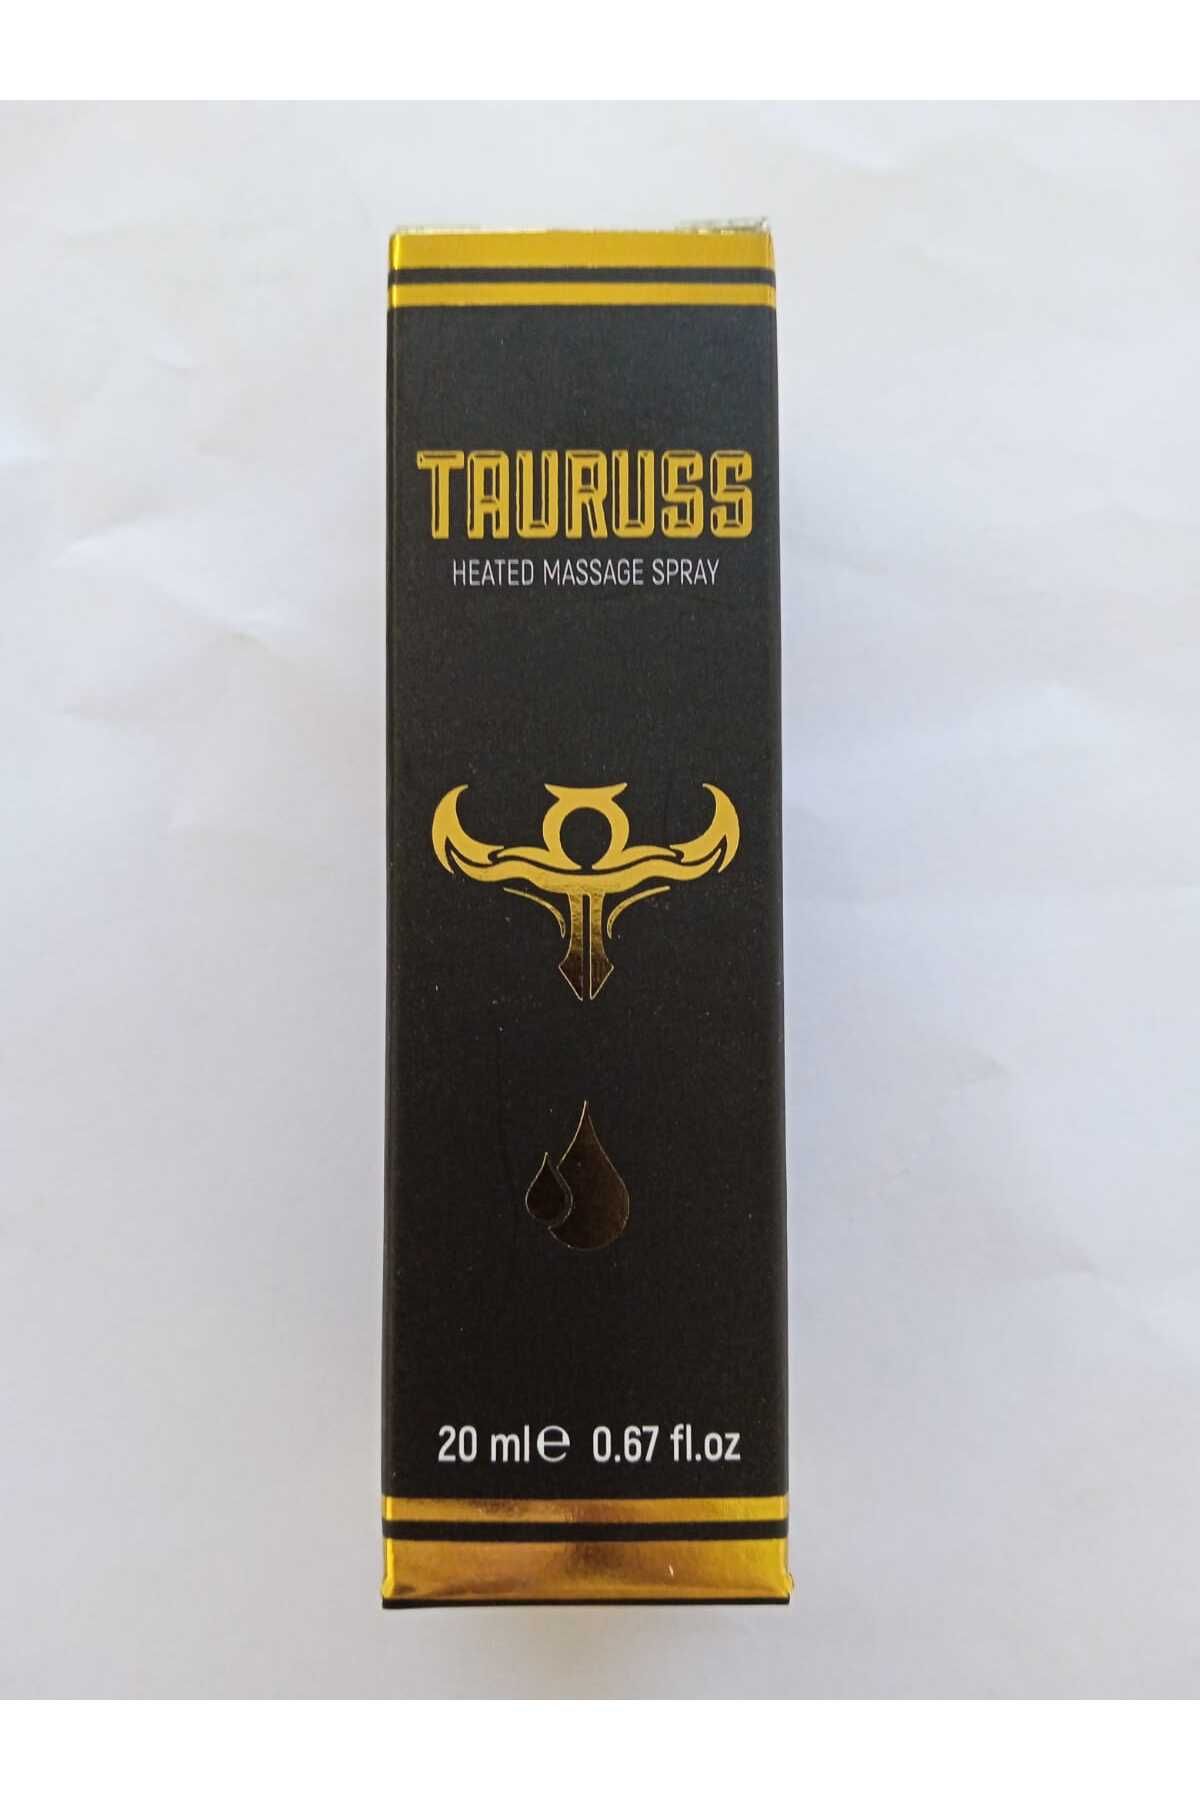 TAURUSS
HEATED MASSAGE SPRAY
20 ml℮ 0.67 fl.oz